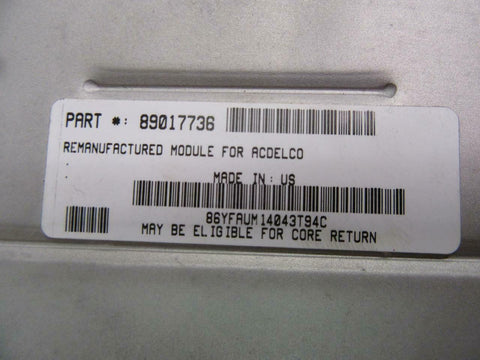 PART #: 89017736
REMANUFACTURED MODULE FOR ACDELCO
MADE IN: US
86YFAUM14043T94C
MAY BE ELIGIBLE FOR CORE RETURN